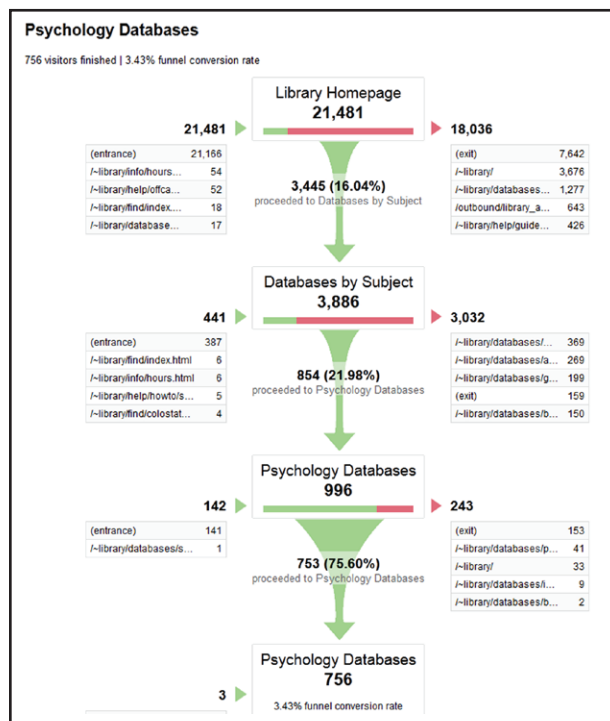 Psychology Databases
756 visitors finished | 3.43% funnel conversion rate
Library Homepage
21,481
21,481
18,036
(entrance) 21,166
/~library/info/hours... 54
/~library/help/offca... 52
/~library/find/index.... 18
/~library/database... 17
(exit) 7,642
/~library/ 3,676
/~library/databases... 1,277
/outbound/library_a... 643
/~library/help/guide... 426
3,445 (16.04%)
proceeded to Databases by Subject
Databases by Subject
3,886
441
3,032
(entrance) 387
/~library/find/index.html 6
/~library/info/hours.html 6
/~library/help/howto/s... 5
/~library/find/colostat... 4
/~library/databases/... 369
/~library/databases/a... 269
/~library/databases/g... 199
(exit) 159
/~library/databases/b... 150
854 (21.98%)
proceeded to Psychology Databases
Psychology Databases
996
142
243
(entrance) 141
/~library/databases/s... 1
(exit) 153
/~library/databases/p... 41
/~library/ 33
/~library/databases/i... 9
/~library/databases/b... 2
753 (75.60%)
proceeded to Psychology Databases
Psychology Databases
756
3
3.43% funnel conversion rate